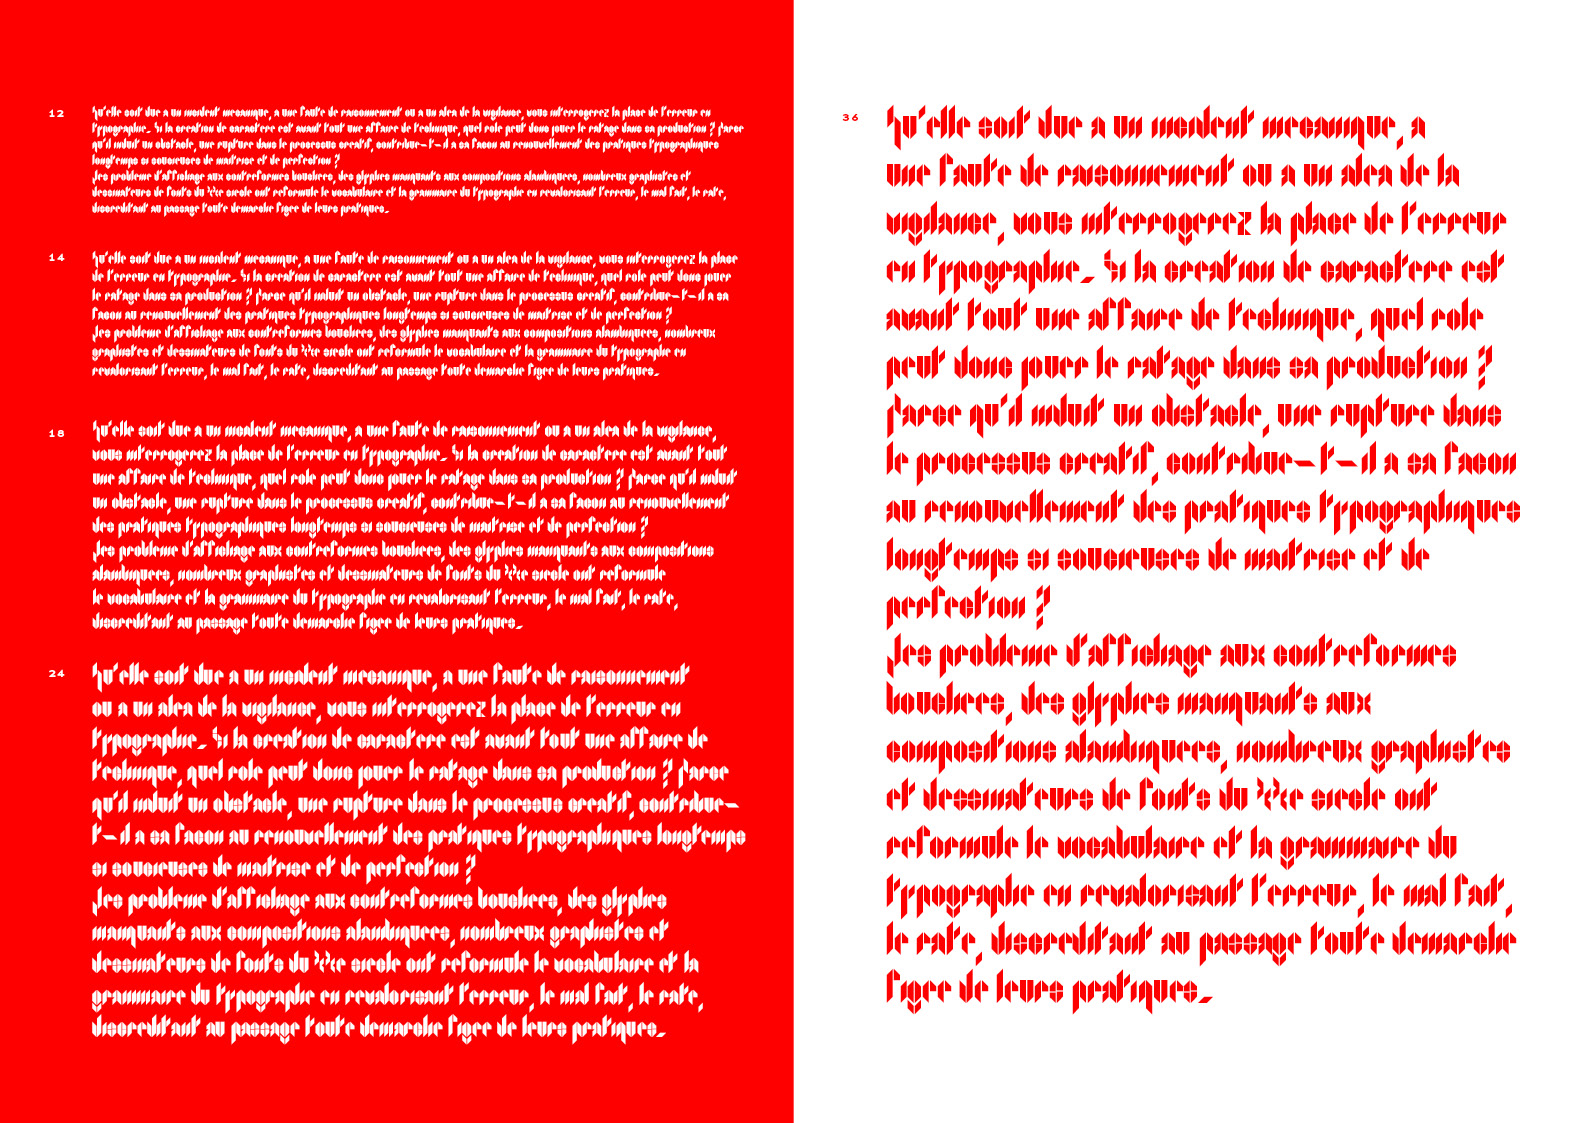 12 Qu'elle soit due a un incident mecanique, a une faute de raisonnement ou a un alea de la vigilance, vous interrogerez la place de l'erreur en
typographie. Si la creation de caractere est avant tout une affaire de technique, quel role peut donc jouer le ratage dans sa production ? Parce
qu'il induit un obstacle, une rupture dans le processus creatif, contribue-t-il a sa facon au renouvellement des pratiques typographiques
longtemps si soucieuses de maitrise et de perfection ?
Des probleme d'affichage aux contreformes bouchees, des glyphes manquants aux compositions alambiquees, nombreux graphistes et
dessinateurs de fonts du XXe siecle ont reformule le vocabulaire et la grammaire du typographe en revalorisant l'erreur, le mal fait, le rate,
discreditant au passage toute demarche figee de leurs pratiques.
14 Qu'elle soit due a un incident mecanique, a une faute de raisonnement ou a un alea de la vigilance, vous interrogerez la place
de l'erreur en typographie. Si la creation de caractere est avant tout une affaire de technique, quel role peut donc jouer
le ratage dans sa production ? Parce qu'il induit un obstacle, une rupture dans le processus creatif, contribue-t-il a sa
facon au renouvellement des pratiques typographiques longtemps si soucieuses de maitrise et de perfection ?
Des probleme d'affichage aux contreformes bouchees, des glyphes manquants aux compositions alambiquees, nombreux
graphistes et dessinateurs de fonts du XXe siecle ont reformule le vocabulaire et la grammaire du typographe en
revalorisant l'erreur, le mal fait, le rate, discreditant au passage toute demarche figee de leurs pratiques.
18 Qu'elle soit due a un incident mecanique, a une faute de raisonnement ou a un alea de la vigilance,
vous interrogerez la place de l'erreur en typographie. Si la creation de caractere est avant tout
une affaire de technique, quel role peut donc jouer le ratage dans sa production ? Parce qu'il induit
un obstacle, une rupture dans le processus creatif, contribue-t-il a sa facon au renouvellement
des pratiques typographiques longtemps si soucieuses de maitrise et de perfection ?
Des probleme d'affichage aux contreformes bouchees, des glyphes manquants aux compositions
alambiquees, nombreux graphistes et dessinateurs de fonts du XXe siecle ont reformule
le vocabulaire et la grammaire du typographe en revalorisant l'erreur, le mal fait, le rate,
discreditant au passage toute demarche figee de leurs pratiques.
24 Qu'elle soit due a un incident mecanique, a une faute de raisonnement
ou a un alea de la vigilance, vous interrogerez la place de l'erreur en
typographie. Si la creation de caractere est avant tout une affaire de
technique, quel role peut donc jouer le ratage dans sa production ? Parce
qu'il induit un obstacle, une rupture dans le processus creatif, contribue-
t-il a sa facon au renouvellement des pratiques typographiques longtemps
si soucieuses de maitrise et de perfection ?
Des probleme d'affichage aux contreformes bouchees, des glyphes
manquants aux compositions alambiquees, nombreux graphistes et
dessinateurs de fonts du XXe siecle ont reformule le vocabulaire et la
grammaire du typographe en revalorisant l'erreur, le mal fait, le rate,
discreditant au passage toute demarche figee de leurs pratiques.
36 Qu'elle soit due a un incident mecanique, a
une faute de raisonnement ou a un alea de la
vigilance, vous interrogerez la place de l'erreur
en typographie. Si la creation de caractere est
avant tout une affaire de technique, quel role
peut donc jouer le ratage dans sa production ?
Parce qu'il induit un obstacle, une rupture dans
le processus creatif, contribue-t-il a sa facon
au renouvellement des pratiques typographiques
longtemps si soucieuses de maitrise et de
perfection ?
Des probleme d'affichage aux contreformes
bouchees, des glyphes manquants aux
compositions alambiquees, nombreux graphistes
et dessinateurs de fonts du XXe siecle ont
reformule le vocabulaire et la grammaire du
typographe en revalorisant l'erreur, le mal fait,
le rate, discreditant au passage toute demarche
figee de leurs pratiques.